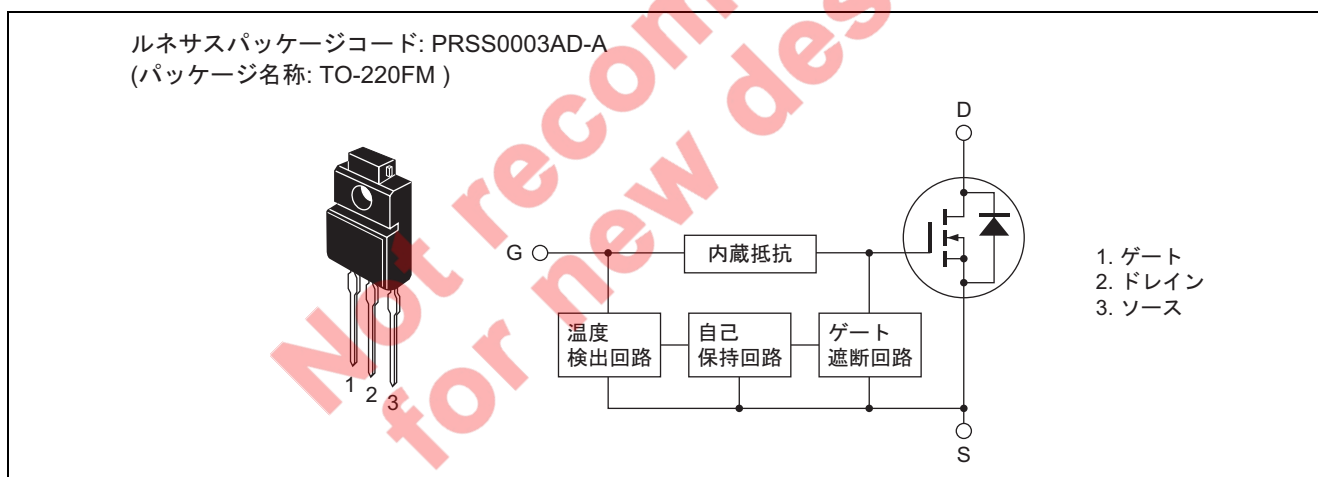 ルネサスパッケージコード: PRSS0003AD-A
(パッケージ名称: TO-220FM )
D
G
内蔵抵抗
1. ゲート
2. ドレイン
3. ソース
温度
検出回路
自己
保持回路
ゲート
遮断回路
1
2
3
S
Not recom
for new des